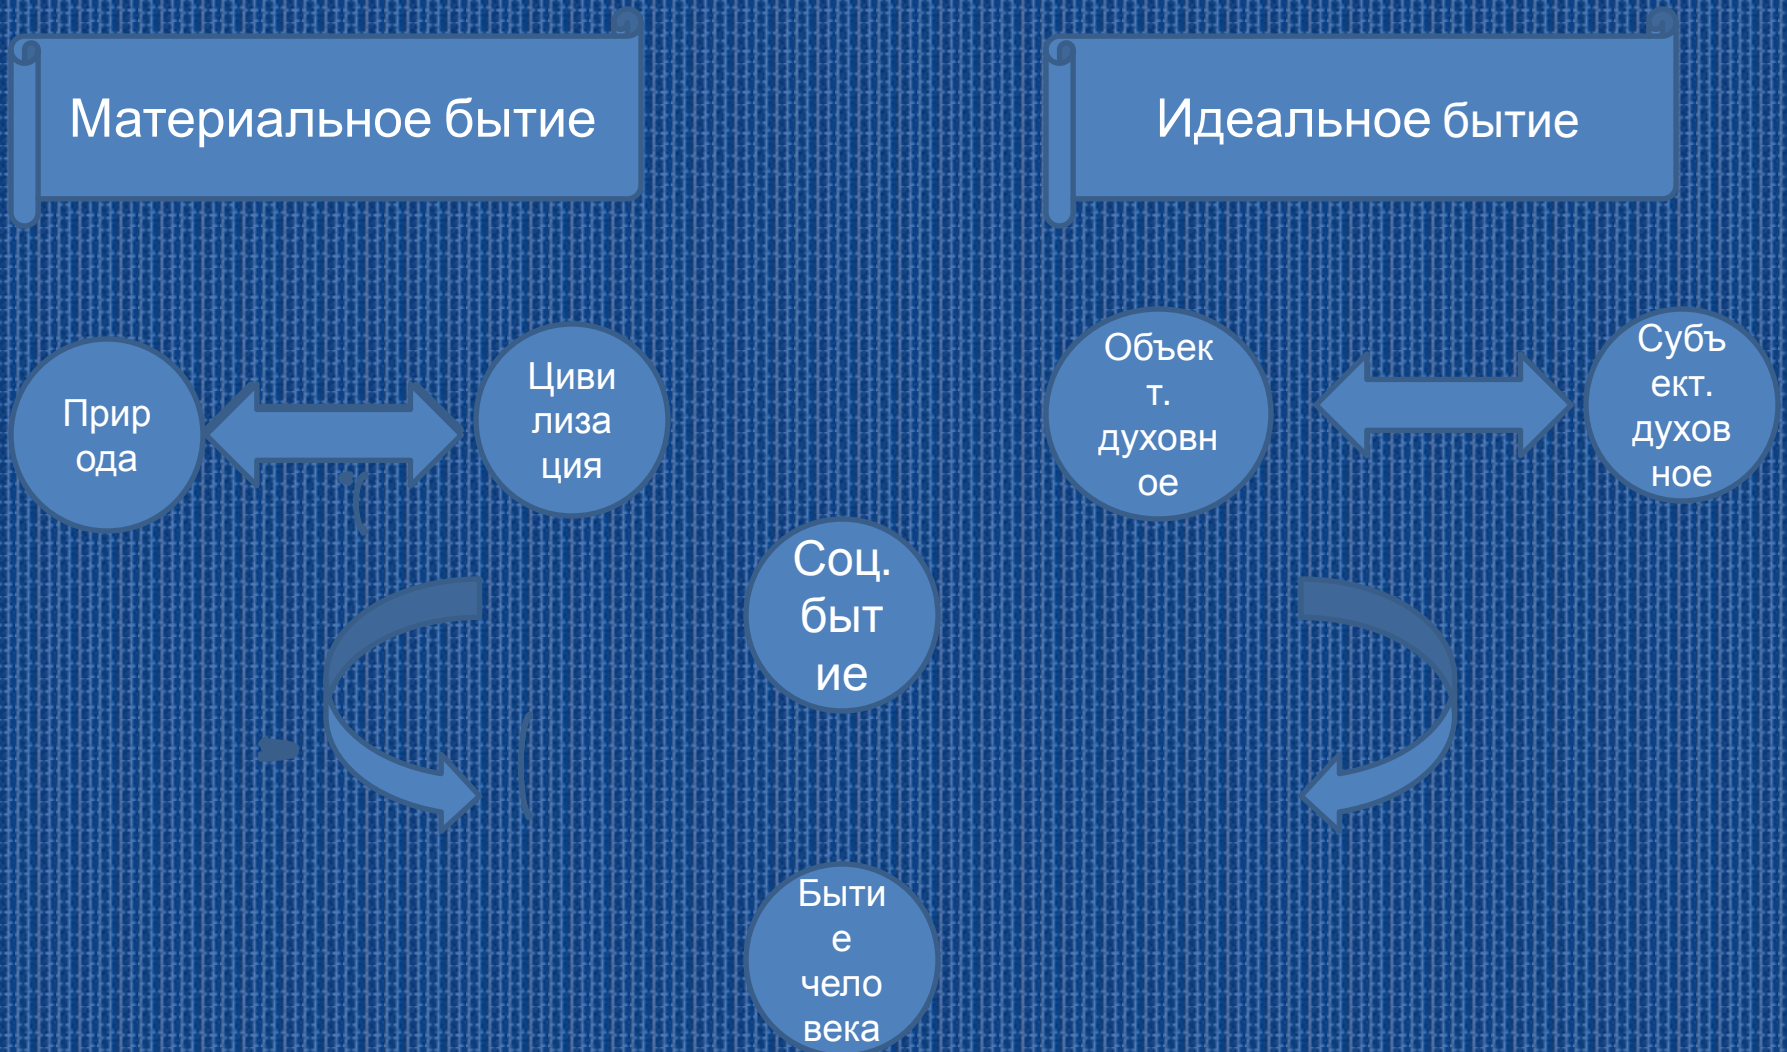 Материальное бытие
Идеальное бытие
Прир
ода
Циви
лиза
ция
Объек
т.
духовн
ое
Субъ
ект.
духов
ное
Соц.
быт
ие
Быти
е
чело
века